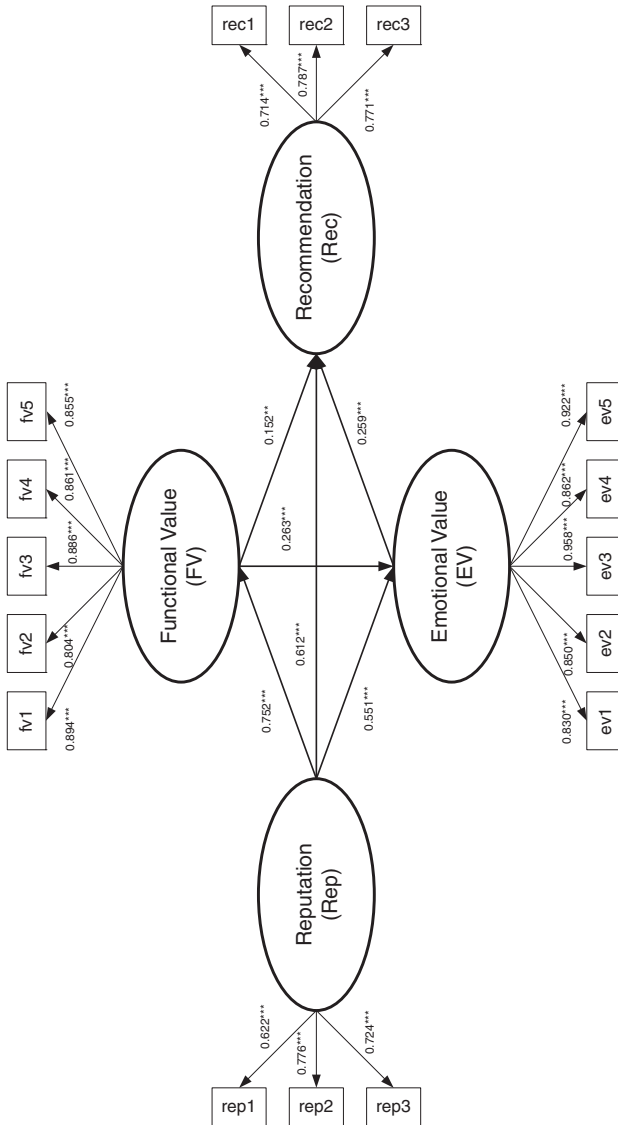 fv1
fv2
fv3
fv4
fv5
0.894***
0.804***
0.886***
0.861***
0.855***
Functional Value
(FV)
rep1
rep2
rep3
0.622***
0.776***
0.724***
Reputation
(Rep)
0.752***
0.612***
0.551***
0.263***
0.152**
0.259***
Recommendation
(Rec)
0.714***
0.787***
0.771***
rec1
rec2
rec3
Emotional Value
(EV)
0.830***
0.850***
0.958***
0.862***
0.922***
ev1
ev2
ev3
ev4
ev5